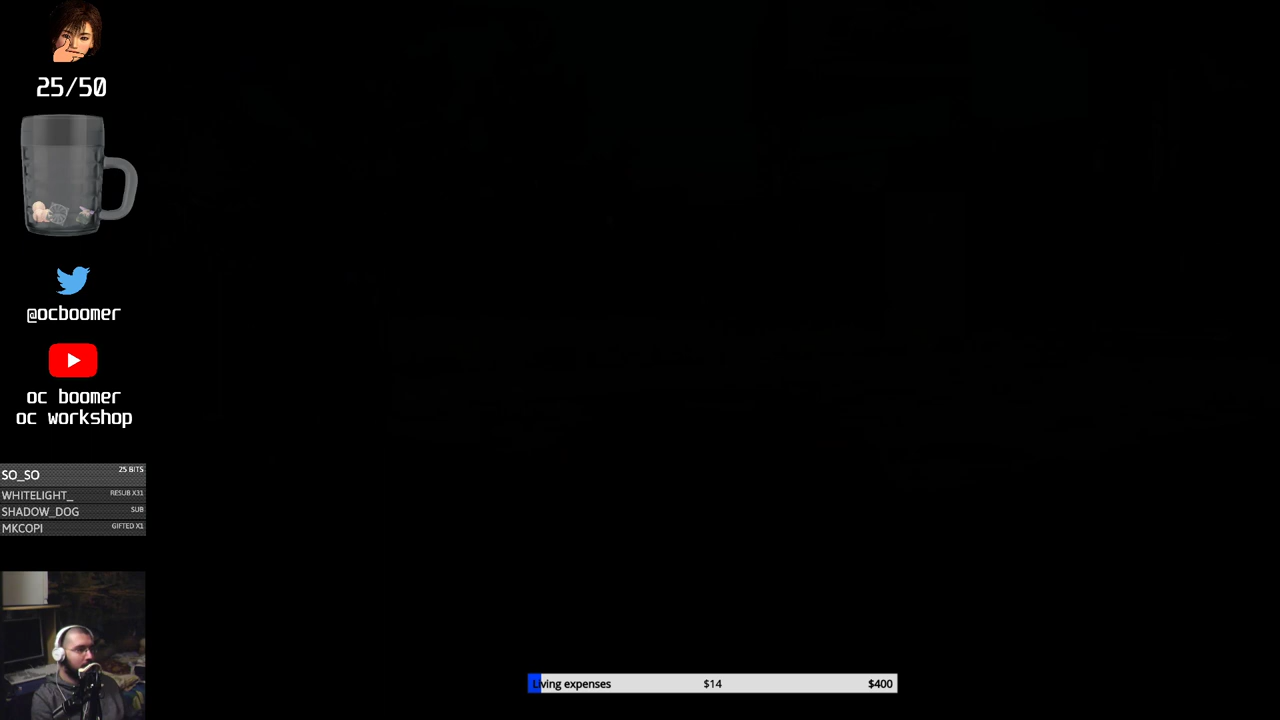 25/50
@ocboomer
oc boomer
oc workshop
SO_SO 25 BITS
WHITELIGHT_ RESUB X31
SHADOW_DOG SUB
MKCOPI GIFTED X1
Living expenses $14 $400